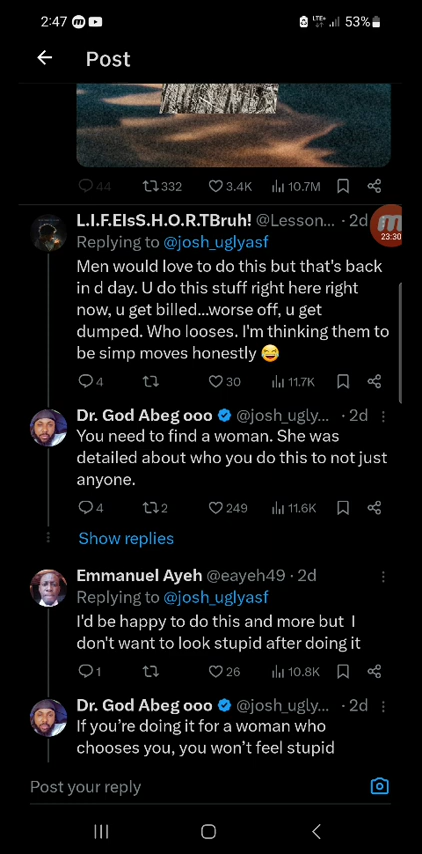 2:47
LTE+
53%
Post
44
332
3.4K
10.7M
L.I.F.EIsS.H.O.R.TBruh! @Lesson... · 2d
23:30
Replying to @josh_uglyasf
Men would love to do this but that's back
in d day. U do this stuff right here right
now, u get billed...worse off, u get
dumped. Who looses. I'm thinking them to
be simp moves honestly 😂
4
30
11.7K
Dr. God Abeg ooo @josh_ugly... · 2d
You need to find a woman. She was
detailed about who you do this to not just
anyone.
4
2
249
11.6K
Show replies
Emmanuel Ayeh @eayeh49 · 2d
Replying to @josh_uglyasf
I'd be happy to do this and more but I
don't want to look stupid after doing it
1
26
10.8K
Dr. God Abeg ooo @josh_ugly... · 2d
If you're doing it for a woman who
chooses you, you won't feel stupid
Post your reply